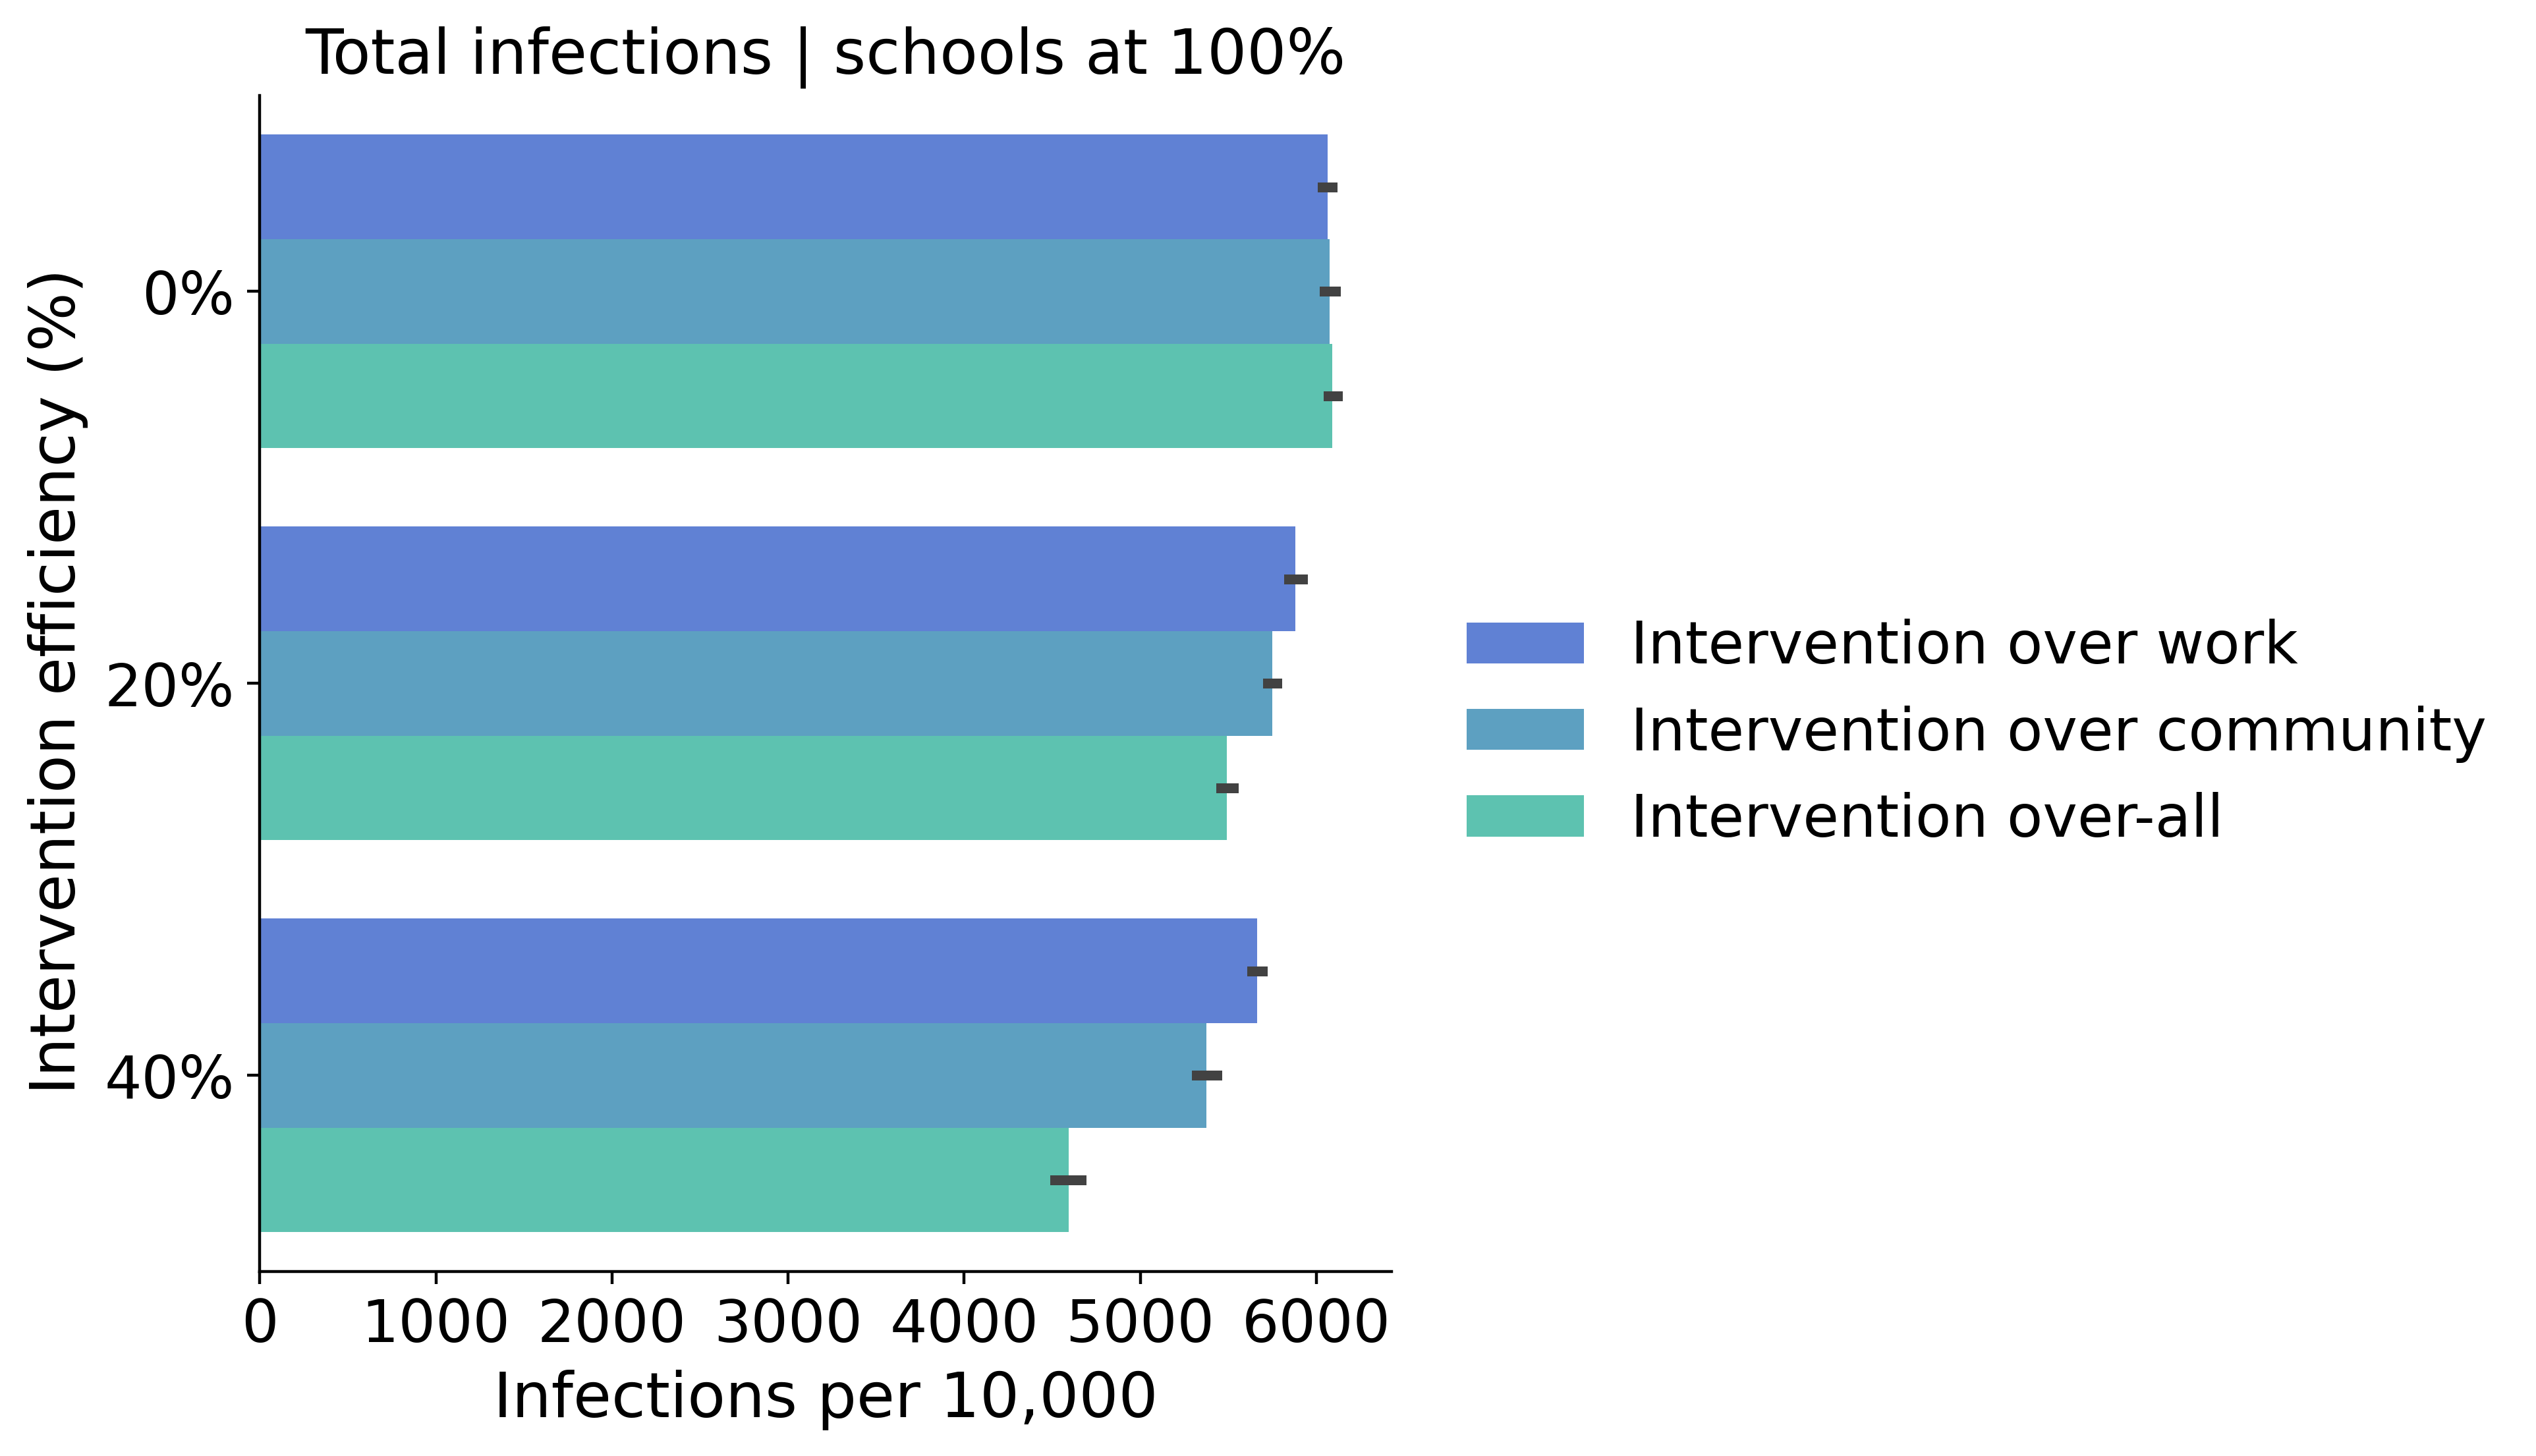 Total infections | schools at 100%
Intervention efficiency (%)
0%
20%
40%
0 1000 2000 3000 4000 5000 6000
Infections per 10,000
Intervention over work
Intervention over community
Intervention over-all